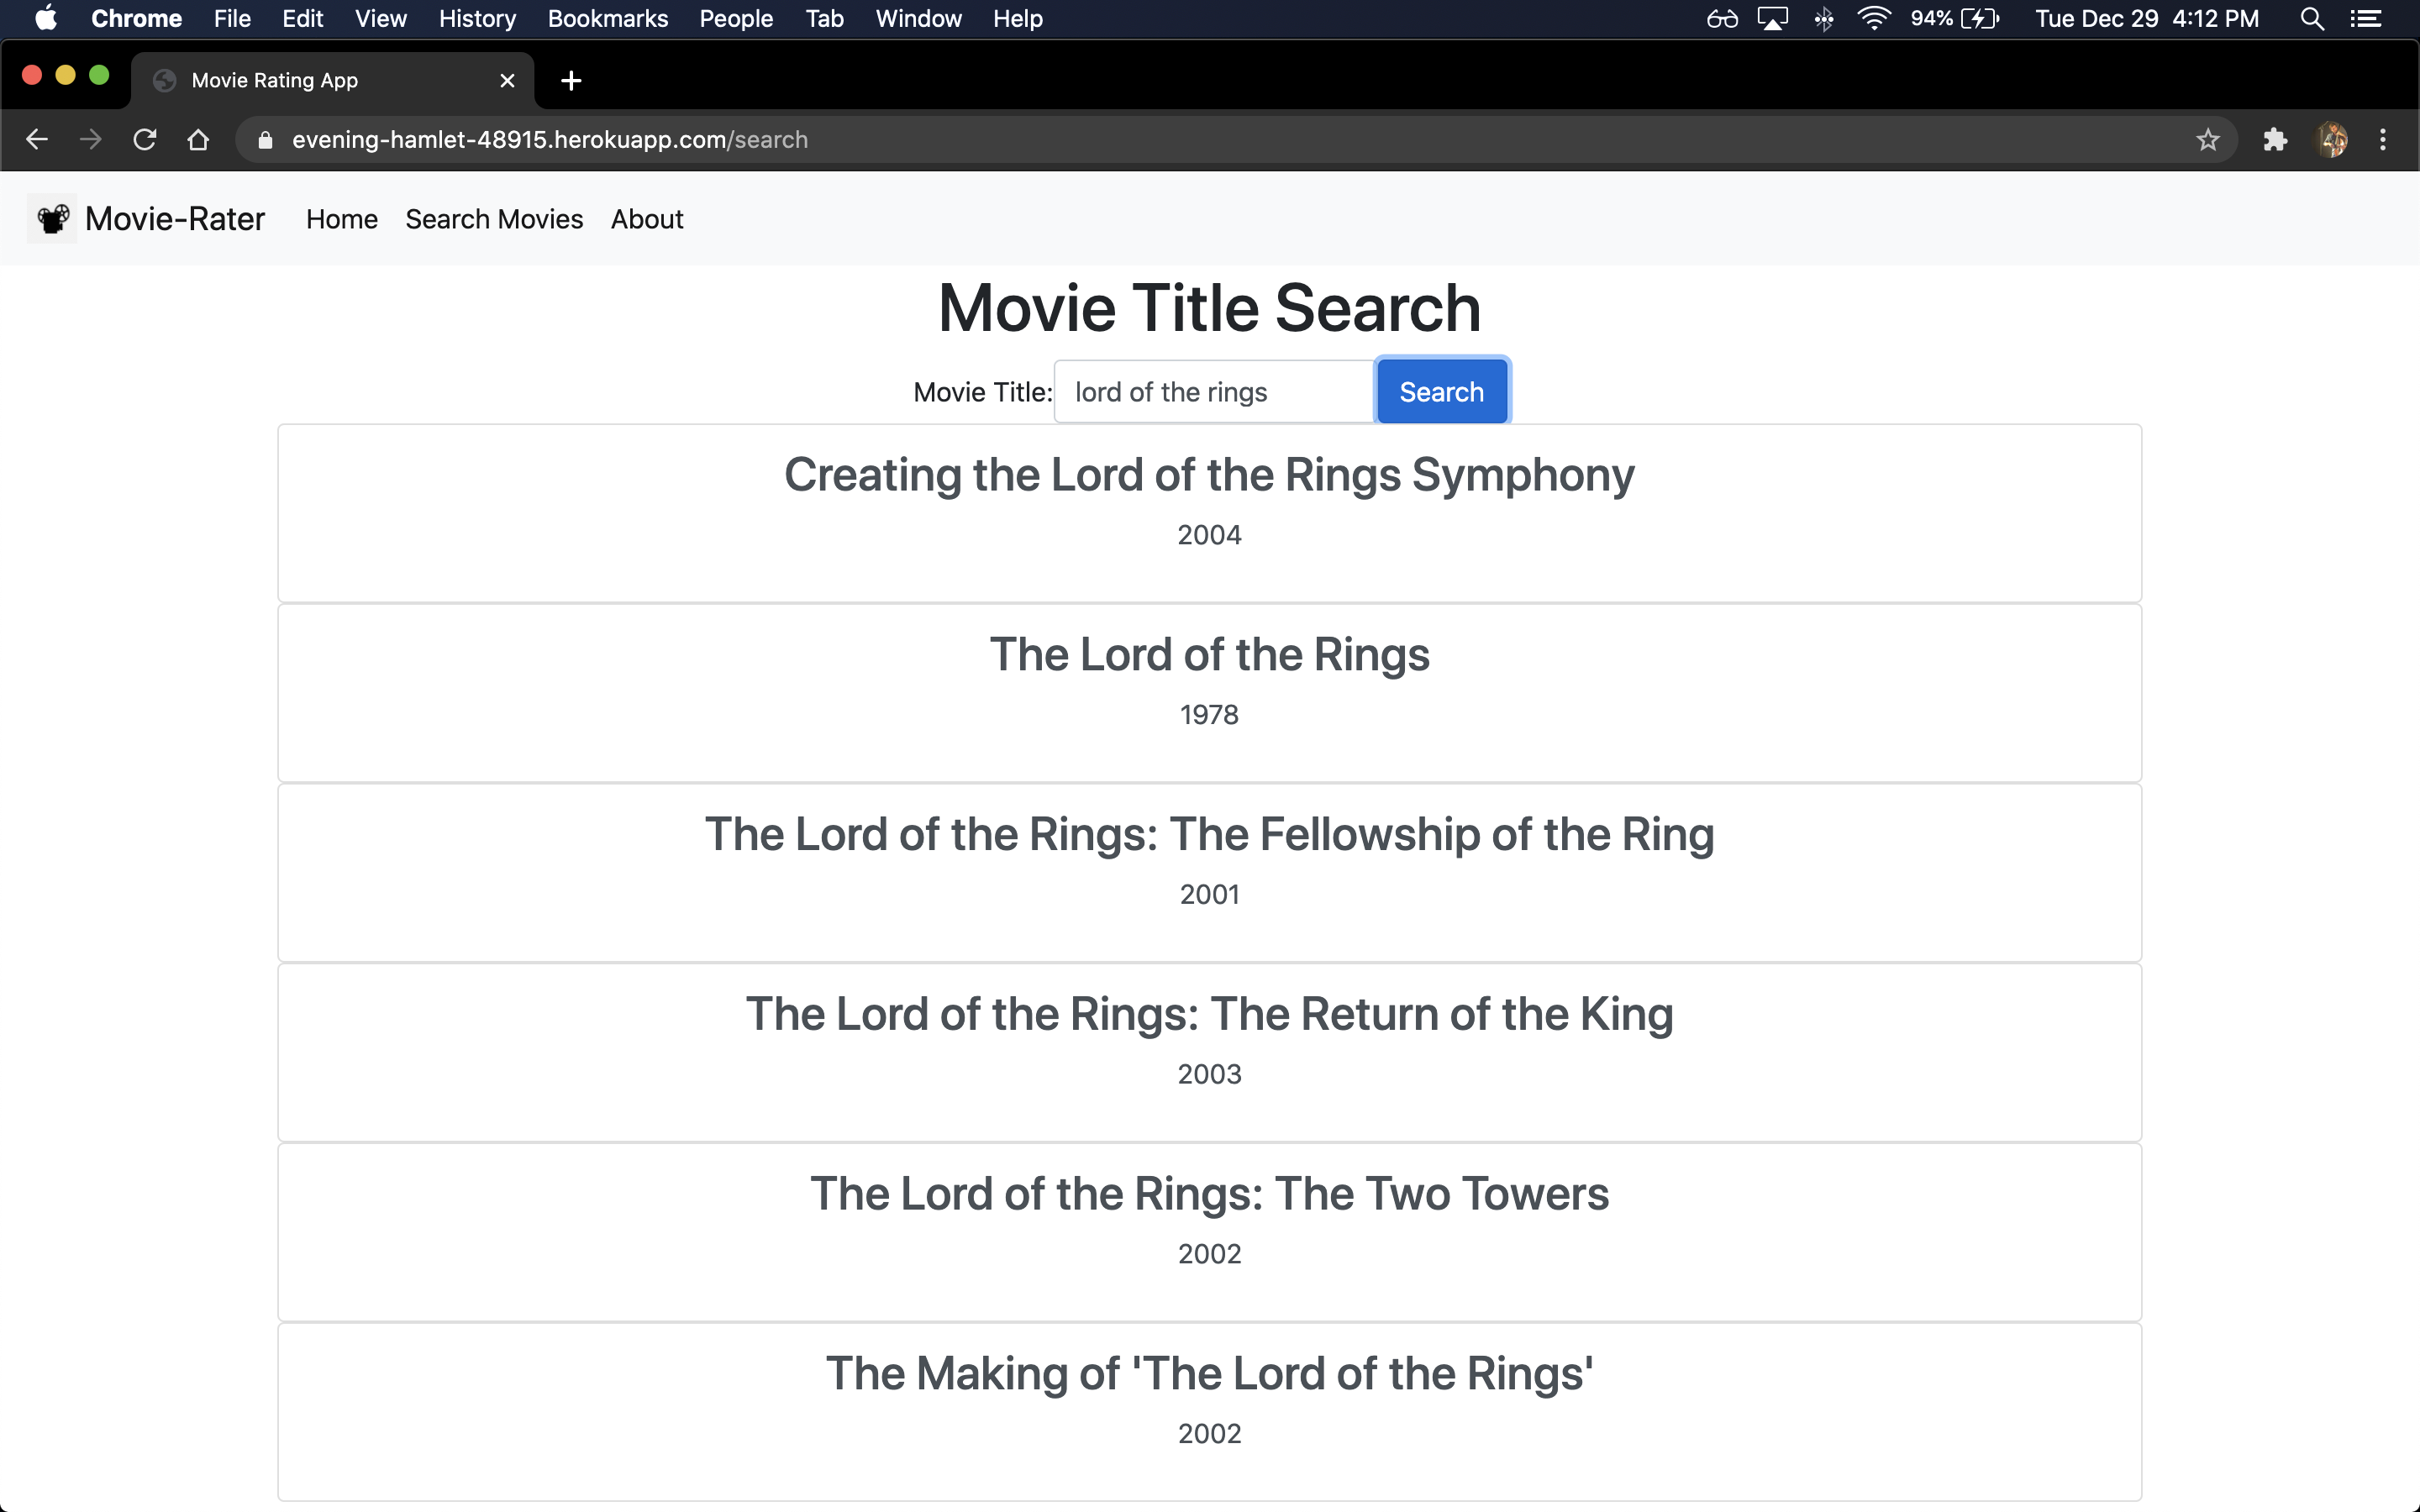 Chrome File Edit View History Bookmarks People Tab Window Help 94% Tue Dec 29 4:12 PM
Movie Rating App
evening-hamlet-48915.herokuapp.com/search
Movie-Rater Home Search Movies About
Movie Title Search
Movie Title: lord of the rings Search
Creating the Lord of the Rings Symphony
2004
The Lord of the Rings
1978
The Lord of the Rings: The Fellowship of the Ring
2001
The Lord of the Rings: The Return of the King
2003
The Lord of the Rings: The Two Towers
2002
The Making of 'The Lord of the Rings'
2002